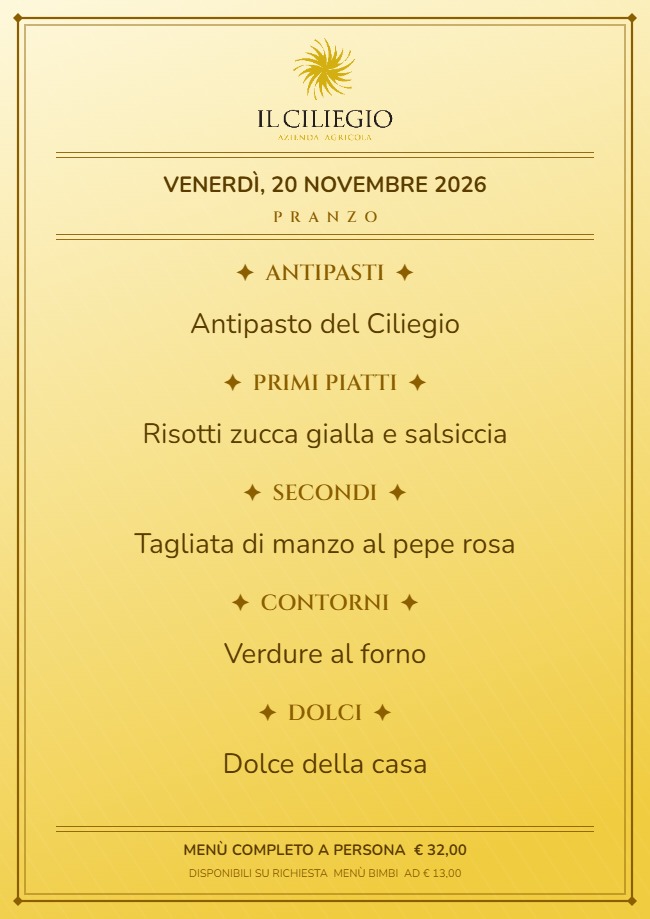 IL CILIEGIO
AZIENDA AGRICOLA
VENERDÌ, 20 NOVEMBRE 2026
PRANZO
ANTIPASTI
Antipasto del Ciliegio
PRIMI PIATTI
Risotti zucca gialla e salsiccia
SECONDI
Tagliata di manzo al pepe rosa
CONTORNI
Verdure al forno
DOLCI
Dolce della casa
MENÙ COMPLETO A PERSONA € 32,00
DISPONIBILI SU RICHIESTA MENÙ BIMBI AD € 13,00